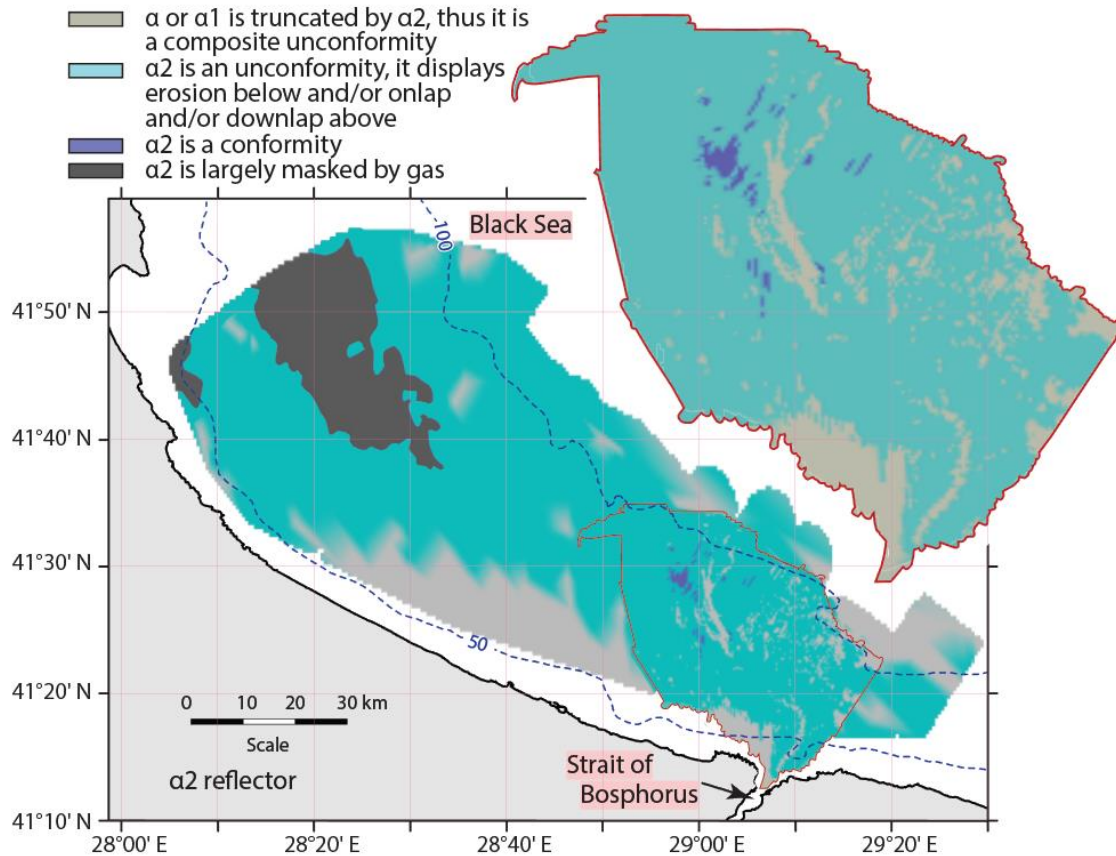 α or α1 is truncated by α2, thus it is
a composite unconformity
α2 is an unconformity, it displays
erosion below and/or onlap
and/or downlap above
α2 is a conformity
α2 is largely masked by gas
Black Sea
100
41°50' N
41°40' N
41°30' N
50
41°20' N
0 10 20 30 km
Scale
α2 reflector
Strait of
Bosphorus
41°10' N
28°00' E 28°20' E 28°40' E 29°00' E 29°20' E